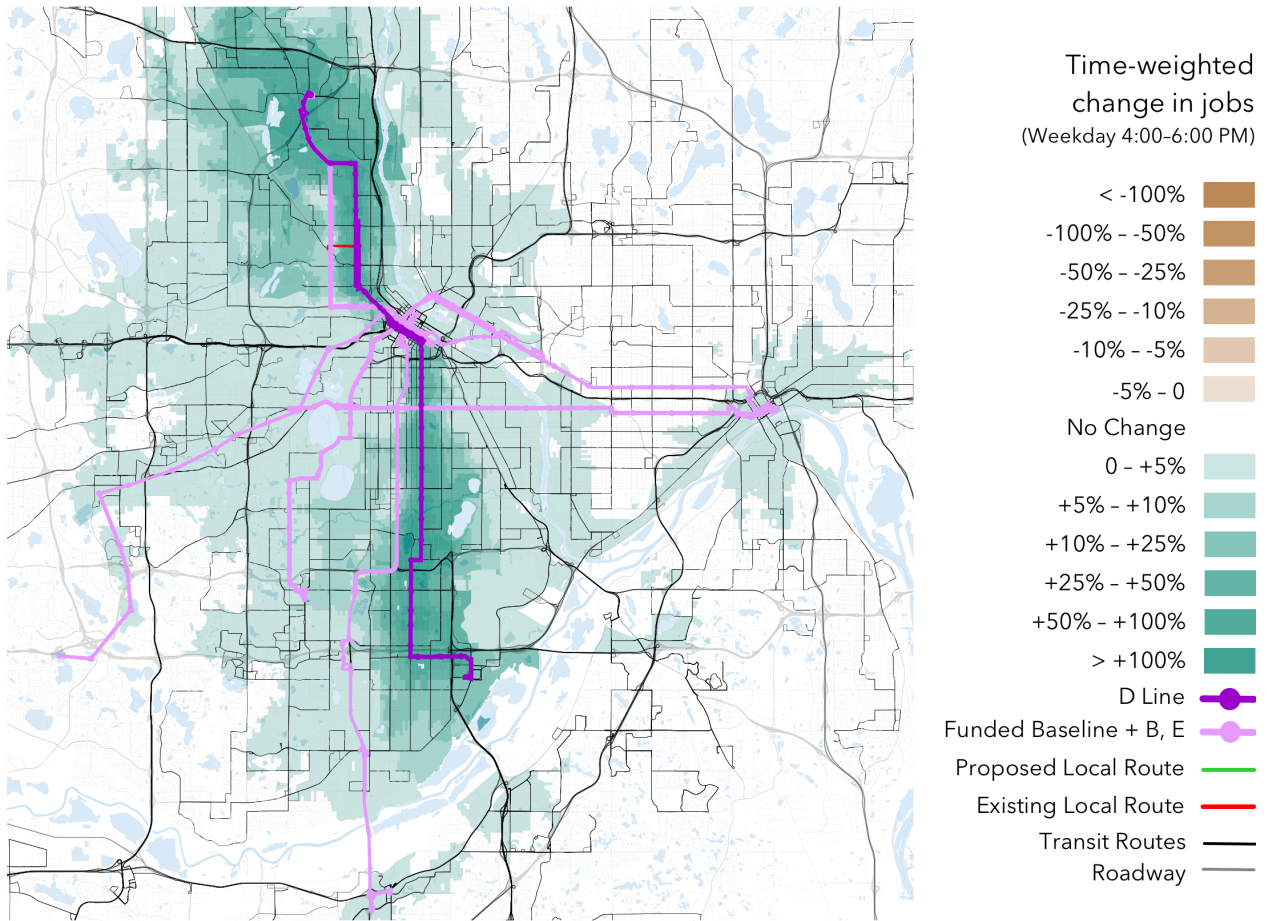 Time-weighted
change in jobs
(Weekday 4:00–6:00 PM)
< -100%
-100% – -50%
-50% – -25%
-25% – -10%
-10% – -5%
-5% – 0
No Change
0 – +5%
+5% – +10%
+10% – +25%
+25% – +50%
+50% – +100%
> +100%
D Line
Funded Baseline + B, E
Proposed Local Route
Existing Local Route
Transit Routes
Roadway